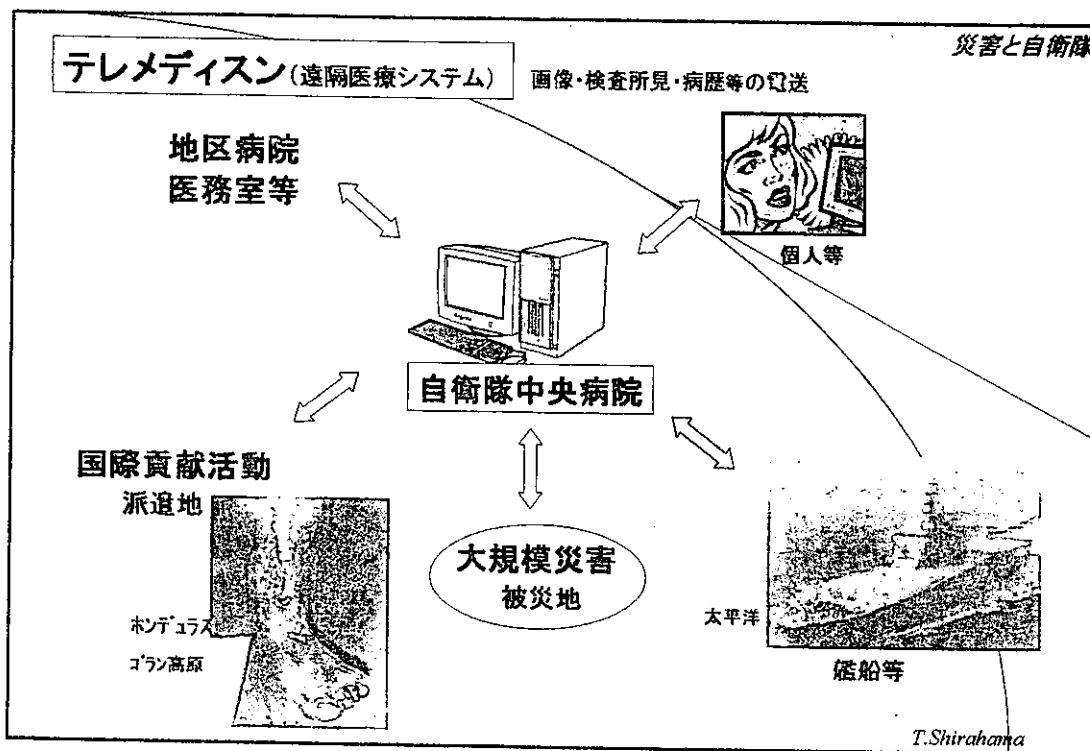 災害と自衛隊
テレメディスン(遠隔医療システム)
画像・検査所見・病歴等の電送
地区病院
医務室等
個人等
自衛隊中央病院
国際貢献活動
派遣地
ホンデュラス
ゴラン高原
大規模災害
被災地
太平洋
艦船等
T.Shirahama